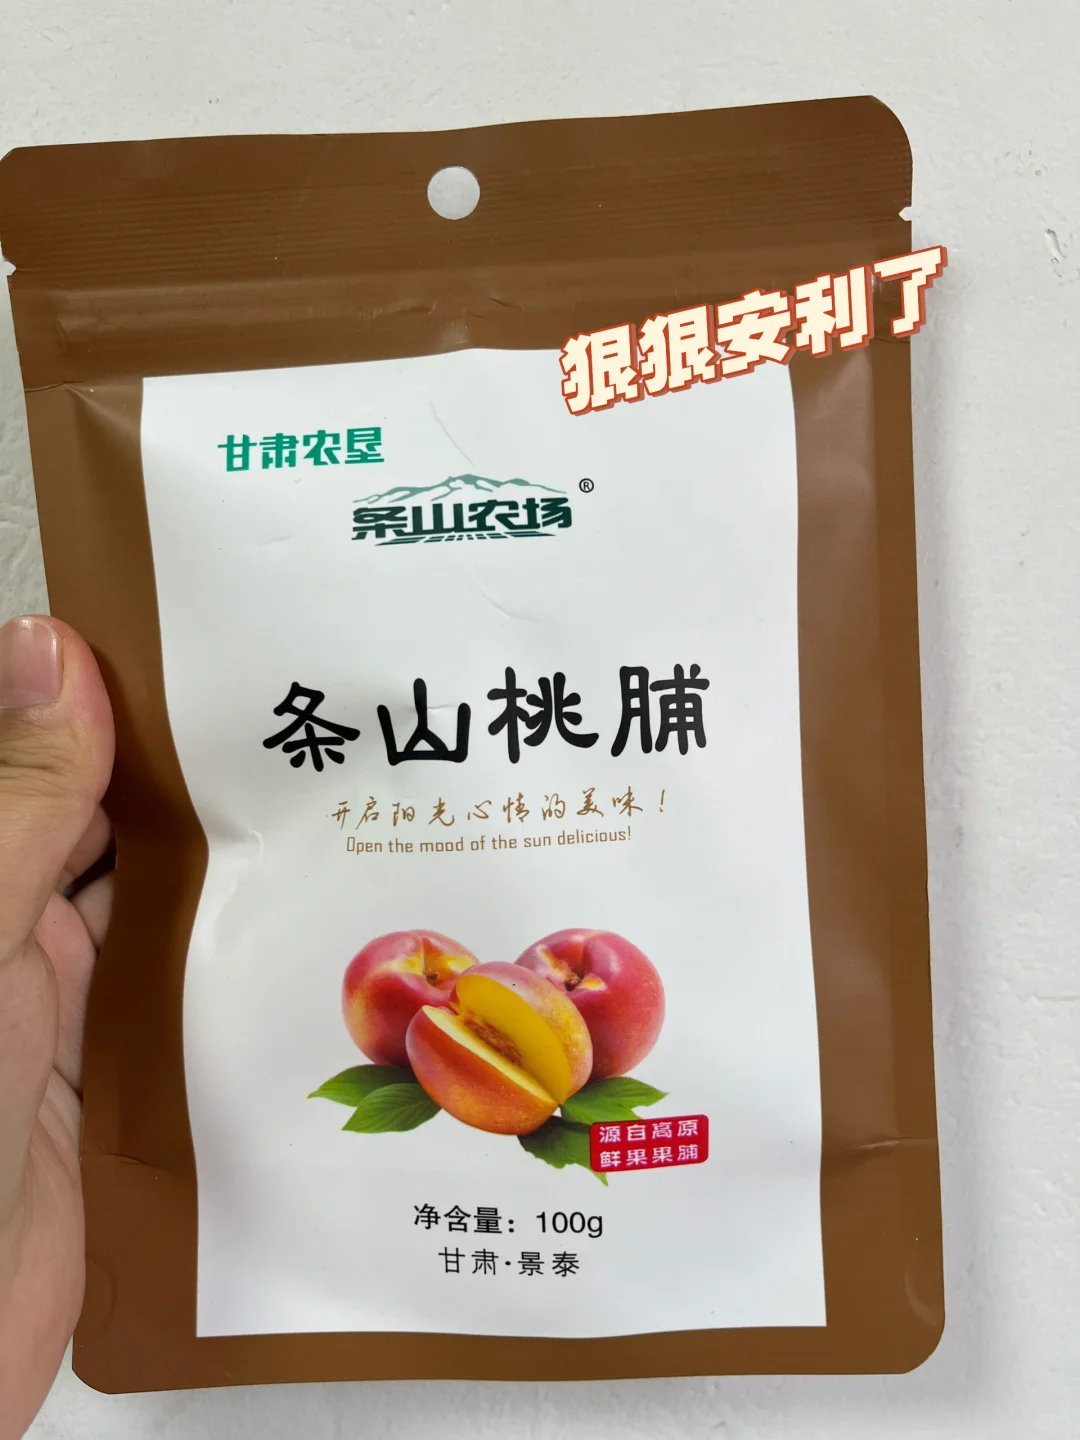 狠狠安利了
甘肃农垦
条山农场®
条山桃脯
开启阳光心情的美味！
Open the mood of the sun delicious!
源自高原
鲜果果脯
净含量：100g
甘肃·景泰